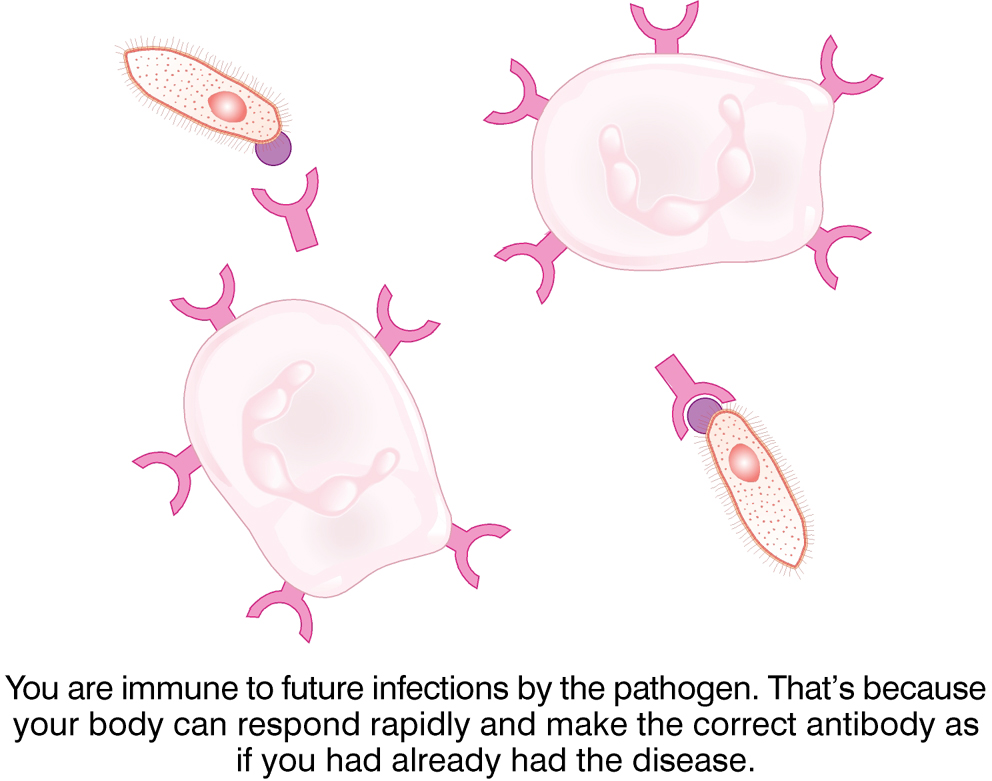 You are immune to future infections by the pathogen. That’s because
your body can respond rapidly and make the correct antibody as
if you had already had the disease.